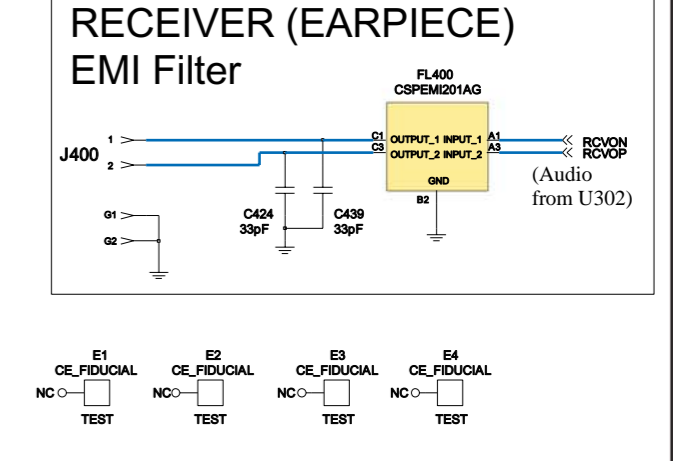 RECEIVER (EARPIECE)
EMI Filter
FL400
CSPEMI201AG
J400
1
2
C1 OUTPUT_1 INPUT_1 A1
C3 OUTPUT_2 INPUT_2 A3
GND
B2
RCVON
RCVOP
(Audio
from U302)
G1
G2
C424
33pF
C439
33pF
E1
CE_FIDUCIAL
NC
TEST
E2
CE_FIDUCIAL
NC
TEST
E3
CE_FIDUCIAL
NC
TEST
E4
CE_FIDUCIAL
NC
TEST